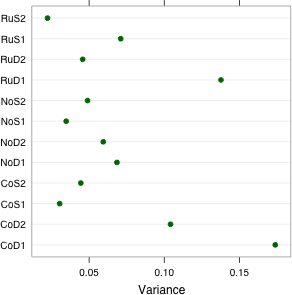 RuS2
RuS1
RuD2
RuD1
NoS2
NoS1
NoD2
NoD1
CoS2
CoS1
CoD2
CoD1
0.05 0.10 0.15
Variance